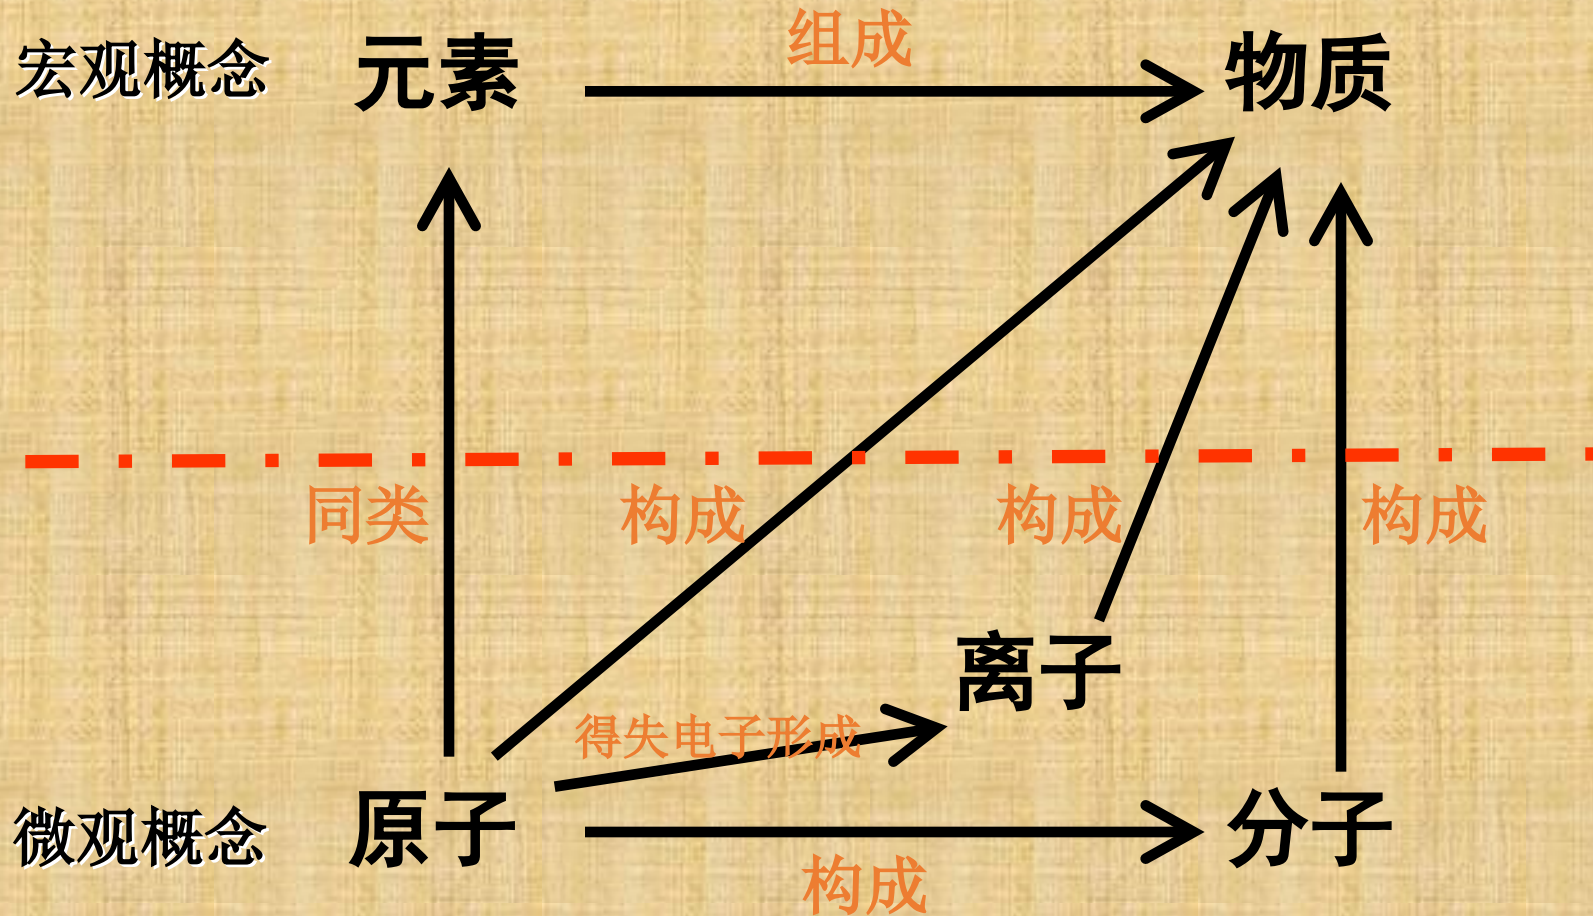 宏观概念 元素 组成 物质
同类 构成 构成 构成
离子
得失电子形成
微观概念 原子 分子
构成